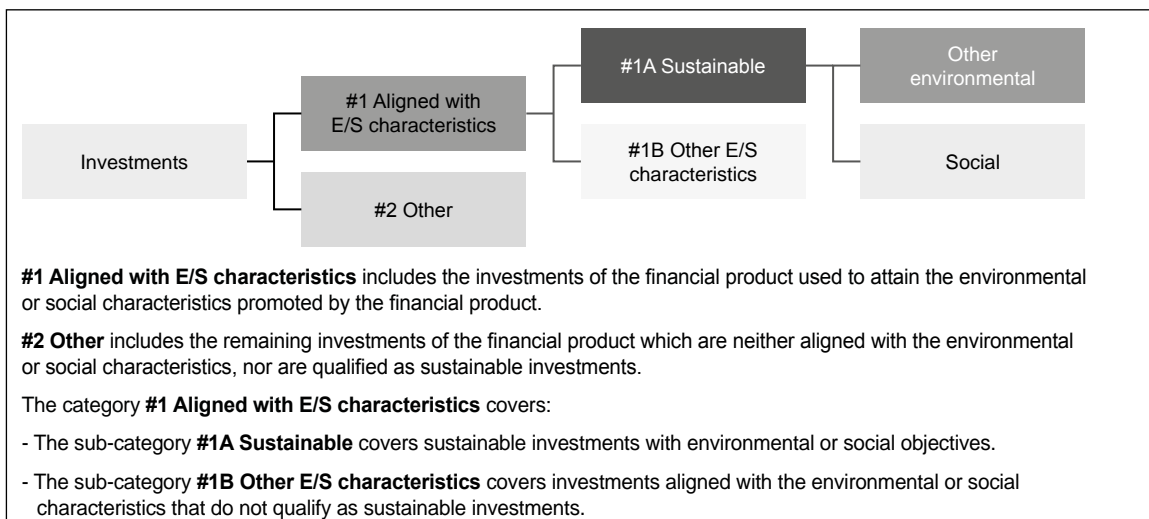 Investments
#1 Aligned with
E/S characteristics
#2 Other
#1A Sustainable
#1B Other E/S
characteristics
Other
environmental
Social
#1 Aligned with E/S characteristics includes the investments of the financial product used to attain the environmental
or social characteristics promoted by the financial product.
#2 Other includes the remaining investments of the financial product which are neither aligned with the environmental
or social characteristics, nor are qualified as sustainable investments.
The category #1 Aligned with E/S characteristics covers:
- The sub-category #1A Sustainable covers sustainable investments with environmental or social objectives.
- The sub-category #1B Other E/S characteristics covers investments aligned with the environmental or social
characteristics that do not qualify as sustainable investments.